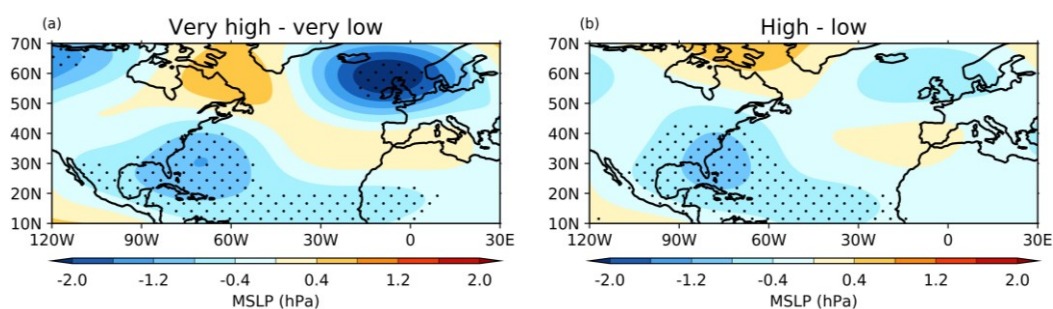 (a) Very high - very low
70N
60N
50N
40N
30N
20N
10N
120W 90W 60W 30W 0 30E
-2.0 -1.2 -0.4 0.4 1.2 2.0
MSLP (hPa)
(b) High - low
70N
60N
50N
40N
30N
20N
10N
120W 90W 60W 30W 0 30E
-2.0 -1.2 -0.4 0.4 1.2 2.0
MSLP (hPa)